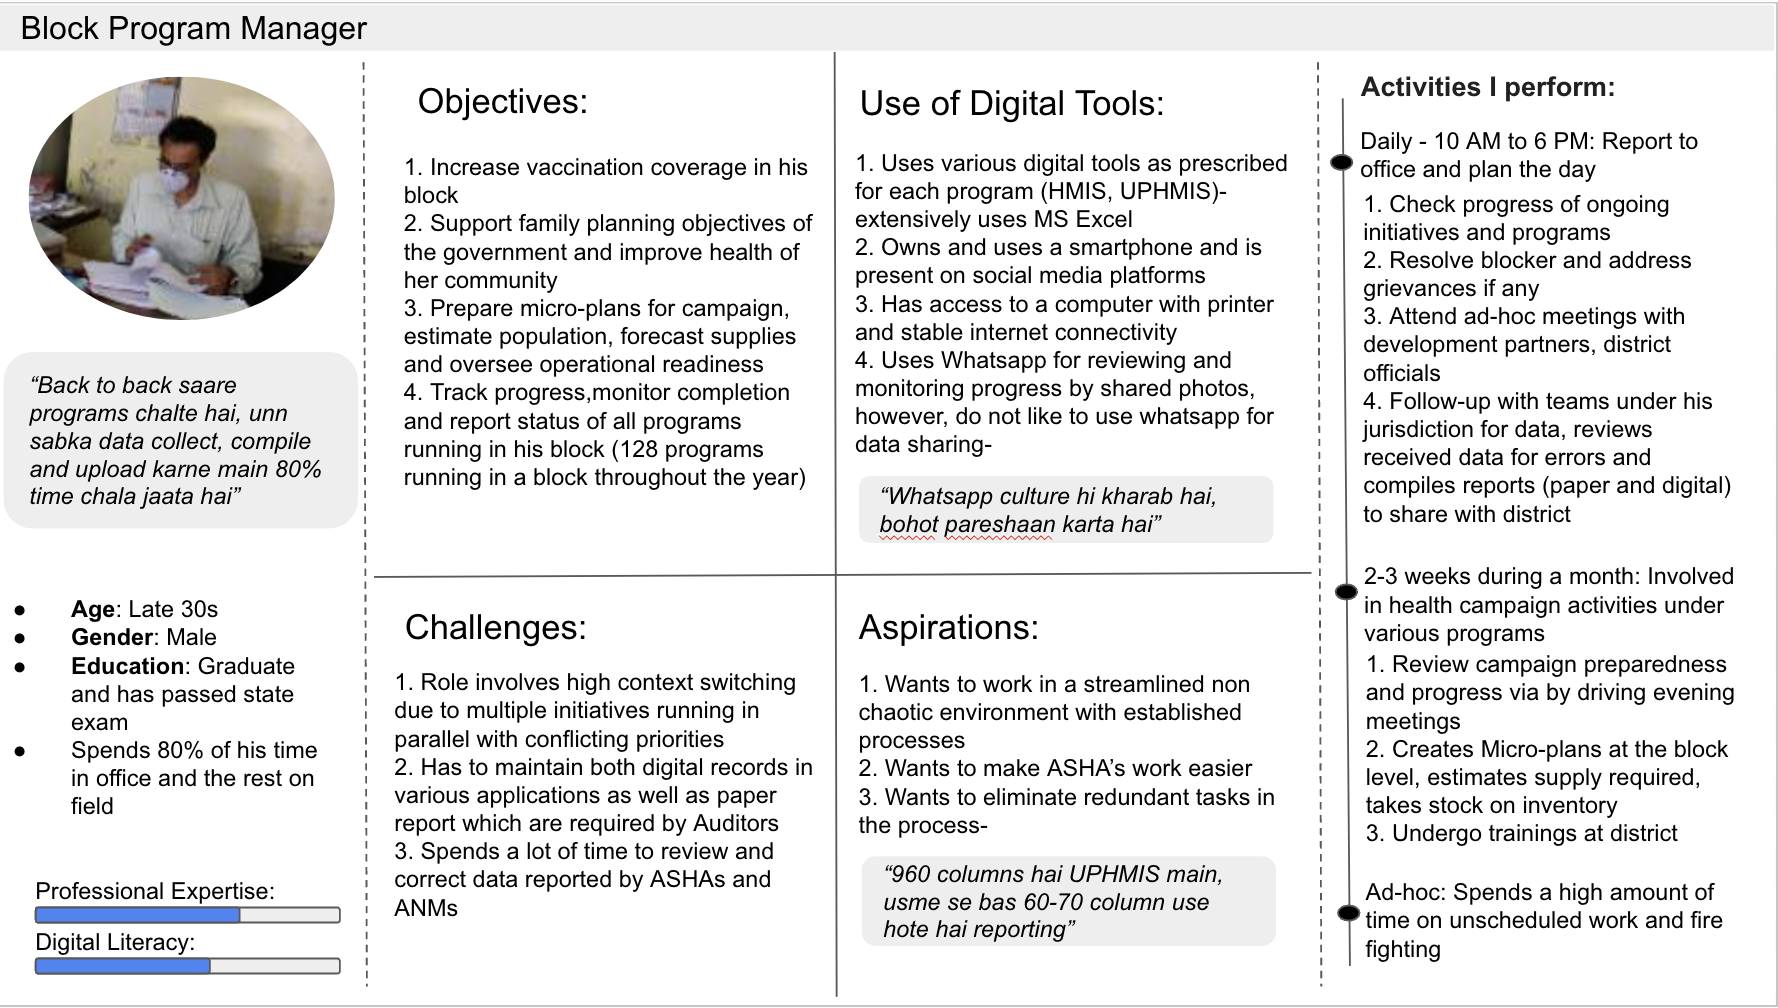 Block Program Manager
“Back to back saare
programs chalte hai, unn
sabka data collect, compile
and upload karne main 80%
time chala jaata hai”
● Age: Late 30s
● Gender: Male
● Education: Graduate
and has passed state
exam
● Spends 80% of his time
in office and the rest on
field
Professional Expertise:
Digital Literacy:
Objectives:
1. Increase vaccination coverage in his
block
2. Support family planning objectives of
the government and improve health of
her community
3. Prepare micro-plans for campaign,
estimate population, forecast supplies
and oversee operational readiness
4. Track progress,monitor completion
and report status of all programs
running in his block (128 programs
running in a block throughout the year)
Use of Digital Tools:
1. Uses various digital tools as prescribed
for each program (HMIS, UPHMIS)-
extensively uses MS Excel
2. Owns and uses a smartphone and is
present on social media platforms
3. Has access to a computer with printer
and stable internet connectivity
4. Uses Whatsapp for reviewing and
monitoring progress by shared photos,
however, do not like to use whatsapp for
data sharing-
“Whatsapp culture hi kharab hai,
bohot pareshaan karta hai”
Challenges:
1. Role involves high context switching
due to multiple initiatives running in
parallel with conflicting priorities
2. Has to maintain both digital records in
various applications as well as paper
report which are required by Auditors
3. Spends a lot of time to review and
correct data reported by ASHAs and
ANMs
Aspirations:
1. Wants to work in a streamlined non
chaotic environment with established
processes
2. Wants to make ASHA’s work easier
3. Wants to eliminate redundant tasks in
the process-
“960 columns hai UPHMIS main,
usme se bas 60-70 column use
hote hai reporting”
Activities I perform:
Daily - 10 AM to 6 PM: Report to
office and plan the day
1. Check progress of ongoing
initiatives and programs
2. Resolve blocker and address
grievances if any
3. Attend ad-hoc meetings with
development partners, district
officials
4. Follow-up with teams under his
jurisdiction for data, reviews
received data for errors and
compiles reports (paper and digital)
to share with district
2-3 weeks during a month: Involved
in health campaign activities under
various programs
1. Review campaign preparedness
and progress via by driving evening
meetings
2. Creates Micro-plans at the block
level, estimates supply required,
takes stock on inventory
3. Undergo trainings at district
Ad-hoc: Spends a high amount of
time on unscheduled work and fire
fighting